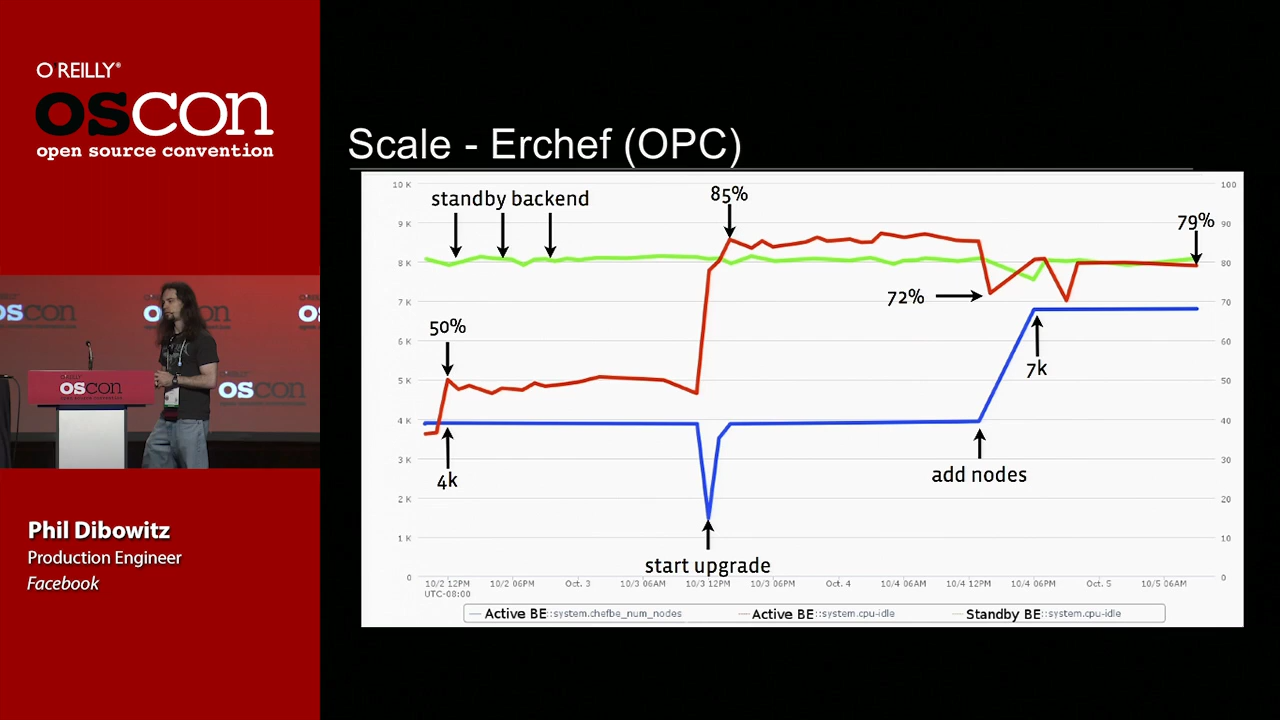 O REILLY®
OSCON
open source convention
Scale - Erchef (OPC)
10 K
100
standby backend
85%
9 K
90
79%
8 K
80
72%
7 K
70
50%
6 K
60
7k
5 K
50
4 K
40
4k
add nodes
3 K
30
2 K
20
1 K
10
start upgrade
0
0
10/2 12PM 10/2 06PM Oct. 3 10/3 06AM 10/3 12PM 10/3 06PM Oct. 4 10/4 06AM 10/4 12PM 10/4 06PM Oct. 5 10/5 06AM
UTC-08:00
Active BE::system.chefbe_num_nodes Active BE::system.cpu-idle Standby BE::system.cpu-idle
oscon
oscon
oscon
Phil Dibowitz
Production Engineer
Facebook